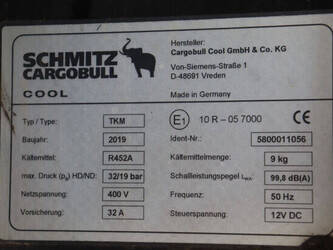 SCHMITZ
CARGOBULL
COOL
Hersteller:
Cargobull Cool GmbH & Co. KG
Von-Siemens-Straße 1
D-48691 Vreden
Made in Germany
Typ / Type: TKM
E1 10 R - 05 7000
Baujahr: 2019
Ident-Nr.: 5800011056
Kältemittel: R452A
Kältemittelmenge: 9 kg
max. Druck (ps) HD/ND: 32/19 bar
Schallleistungspegel LWA: 99,8 dB(A)
Netzspannung: 400 V
Frequenz: 50 Hz
Vorsicherung: 32 A
Steuerspannung: 12V DC